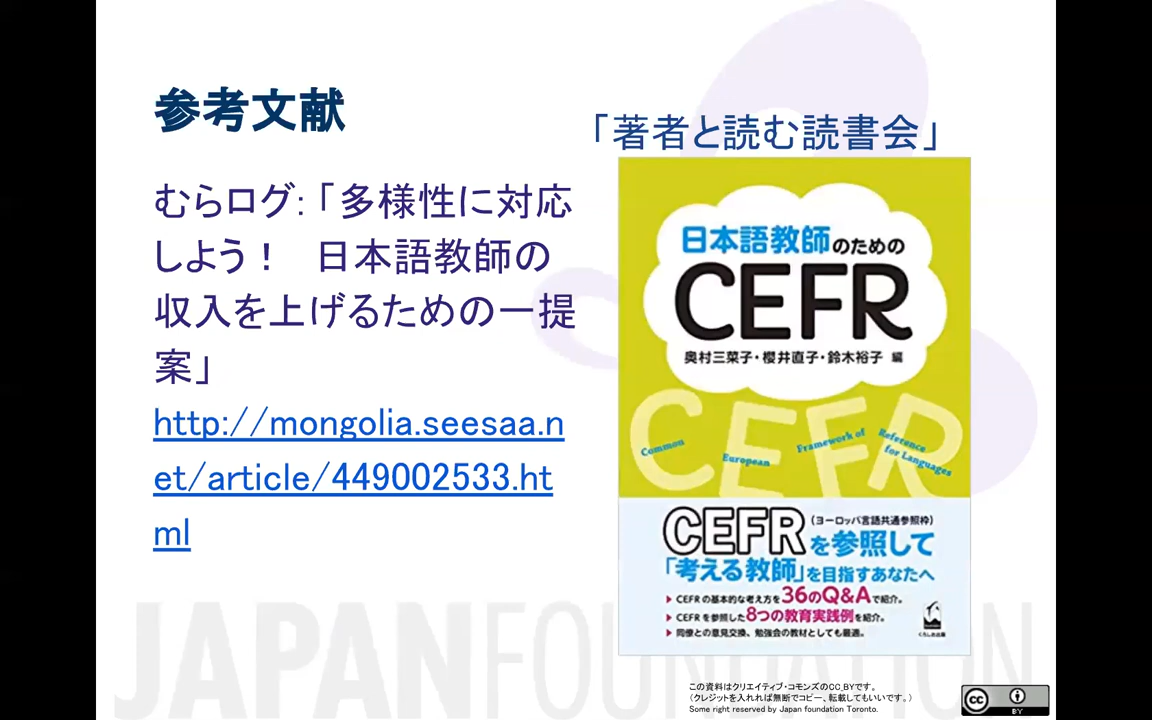 参考文献
むらログ:「多様性に対応
しよう！　日本語教師の
収入を上げるための一提
案」
http://mongolia.seesaa.n
et/article/449002533.ht
ml
「著者と読む読書会」
日本語教師のための
CEFR
奥村三菜子・櫻井直子・鈴木裕子 編
CEFR
Common European Framework of Reference for Languages
CEFR(ヨーロッパ言語共通参照枠)
を参照して
「考える教師」を目指すあなたへ
▶ CEFRの基本的な考え方を36のQ&Aで紹介。
▶ CEFRを参照した8つの教育実践例を紹介。
▶ 同僚との意見交換、勉強会の教材としても最適。
くろしお出版
JAPANFOUNDATION
この資料はクリエイティブ・コモンズのCC_BYです。
（クレジットを入れれば無断でコピー、転載してもいいです。）
Some right reserved by Japan foundation Toronto.
cc
BY